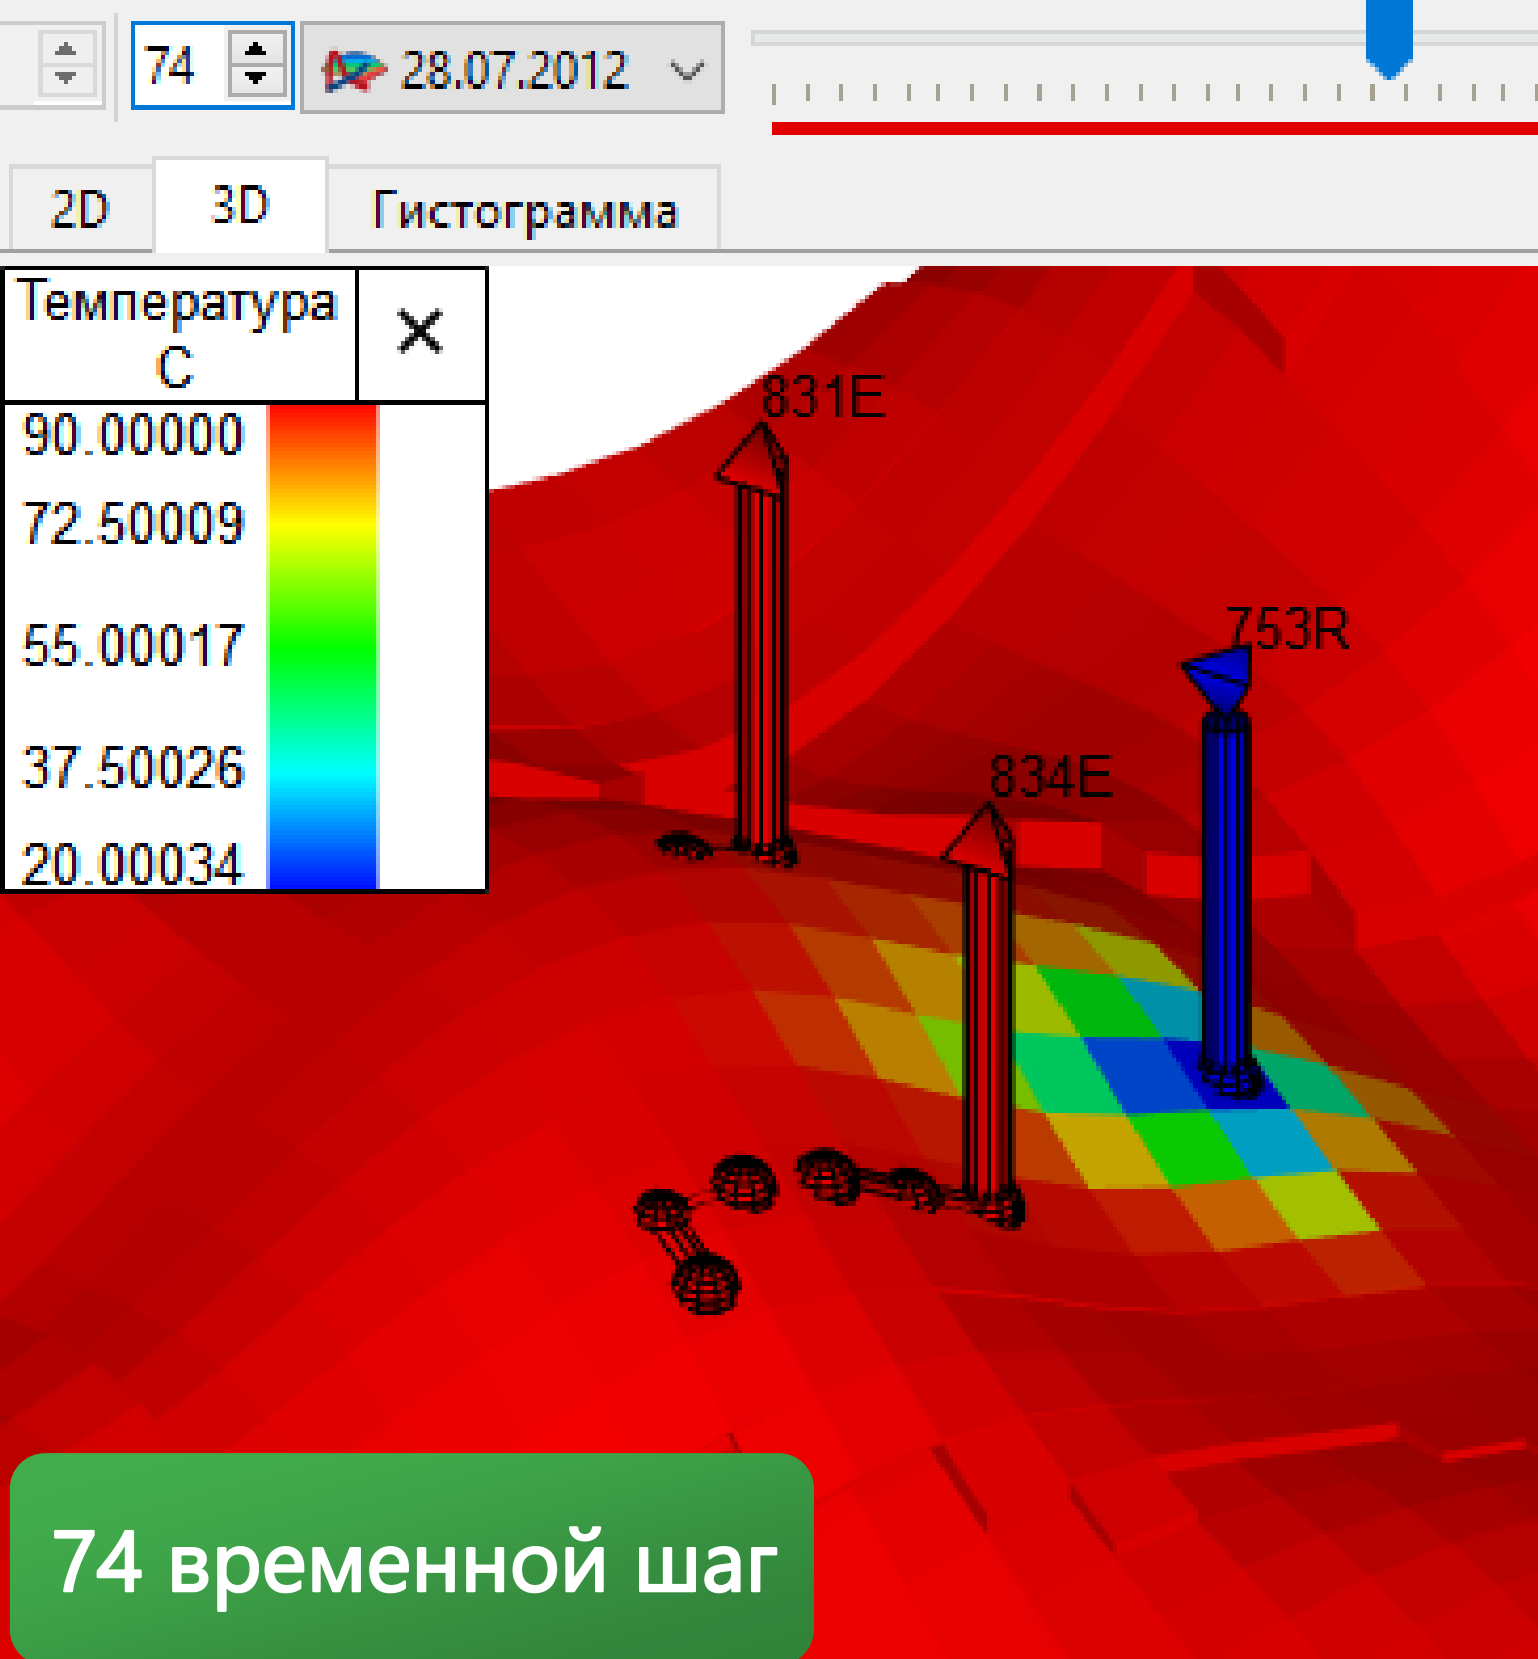 74
28.07.2012
2D
3D
Гистограмма
Температура
C
90.00000
72.50009
55.00017
37.50026
20.00034
831E
753R
834E
74 временной шаг